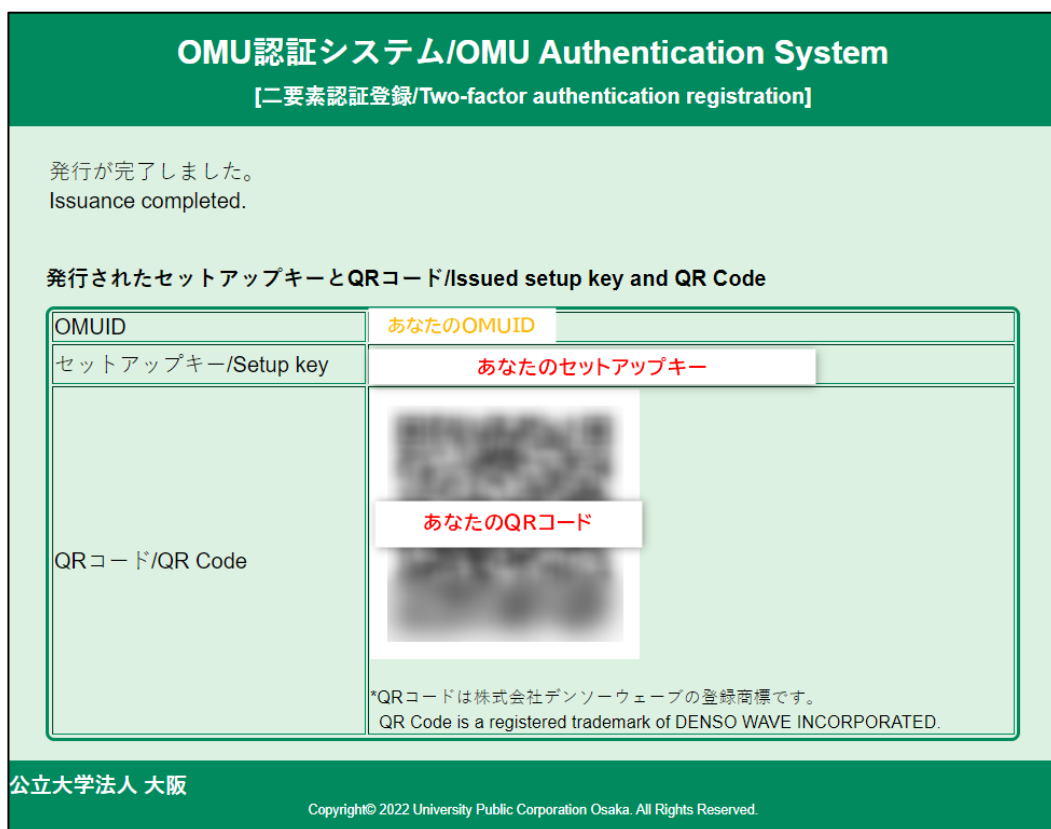 OMU認証システム/OMU Authentication System
[二要素認証登録/Two-factor authentication registration]
発行が完了しました。
Issuance completed.
発行されたセットアップキーとQRコード/Issued setup key and QR Code
OMUID あなたのOMUID
セットアップキー/Setup key あなたのセットアップキー
あなたのQRコード
QRコード/QR Code
*QRコードは株式会社デンソーウェーブの登録商標です。
QR Code is a registered trademark of DENSO WAVE INCORPORATED.
公立大学法人 大阪
Copyright© 2022 University Public Corporation Osaka. All Rights Reserved.